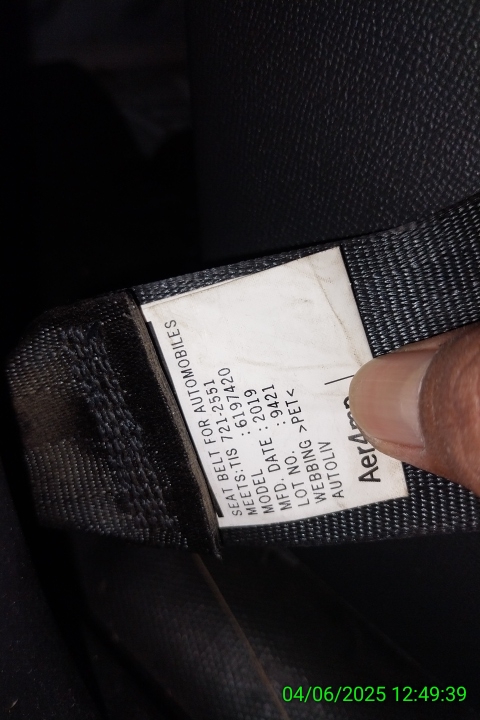 SEAT BELT FOR AUTOMOBILES
MEETS:TIS 721-2551
MODEL :6197420
MFD. DATE : 2019
LOT NO. :9421
WEBBING >PET<
AUTOLIV
04/06/2025 12:49:39